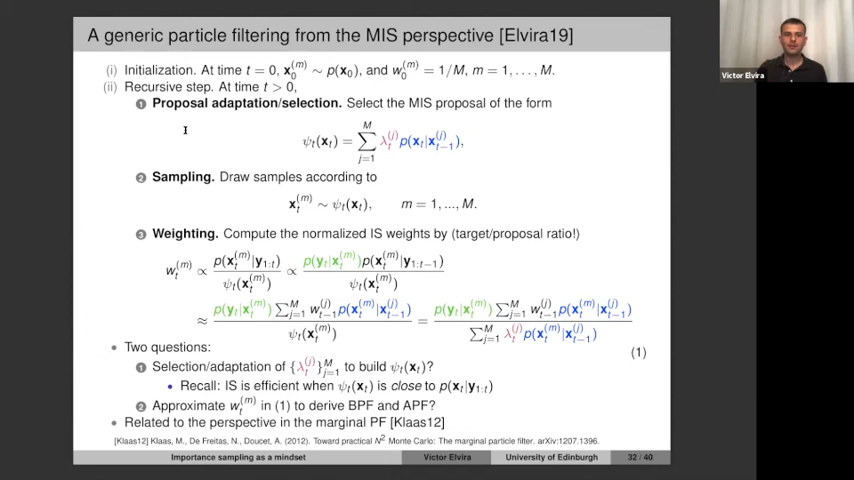 A generic particle filtering from the MIS perspective [Elvira19]
(i) Initialization. At time t = 0, x_0^{(m)} ∼ p(x_0), and w_0^{(m)} = 1/M, m = 1, . . . , M.
(ii) Recursive step. At time t > 0,
1 Proposal adaptation/selection. Select the MIS proposal of the form
ψ_t(x_t) = ∑_{j=1}^{M} λ_t^{(j)} p(x_t|x_{t−1}^{(j)}),
2 Sampling. Draw samples according to
x_t^{(m)} ∼ ψ_t(x_t), m = 1, ..., M.
3 Weighting. Compute the normalized IS weights by (target/proposal ratio!)
w_t^{(m)} ∝ p(x_t^{(m)}|y_{1:t}) / ψ_t(x_t^{(m)}) ∝ p(y_t|x_t^{(m)})p(x_t^{(m)}|y_{1:t−1}) / ψ_t(x_t^{(m)})
≈ p(y_t|x_t^{(m)}) ∑_{j=1}^{M} w_{t−1}^{(j)} p(x_t^{(m)}|x_{t−1}^{(j)}) / ψ_t(x_t^{(m)}) = p(y_t|x_t^{(m)}) ∑_{j=1}^{M} w_{t−1}^{(j)} p(x_t^{(m)}|x_{t−1}^{(j)}) / ∑_{j=1}^{M} λ_t^{(j)} p(x_t^{(m)}|x_{t−1}^{(j)})
(1)
• Two questions:
1 Selection/adaptation of {λ_t^{(j)}}_{j=1}^{M} to build ψ_t(x_t)?
• Recall: IS is efficient when ψ_t(x_t) is close to p(x_t|y_{1:t})
2 Approximate w_t^{(m)} in (1) to derive BPF and APF?
• Related to the perspective in the marginal PF [Klaas12]
[Klaas12] Klaas, M., De Freitas, N., Doucet, A. (2012). Toward practical N^2 Monte Carlo: The marginal particle filter. arXiv:1207.1396.
Importance sampling as a mindset Victor Elvira University of Edinburgh 32 / 40
Victor Elvira